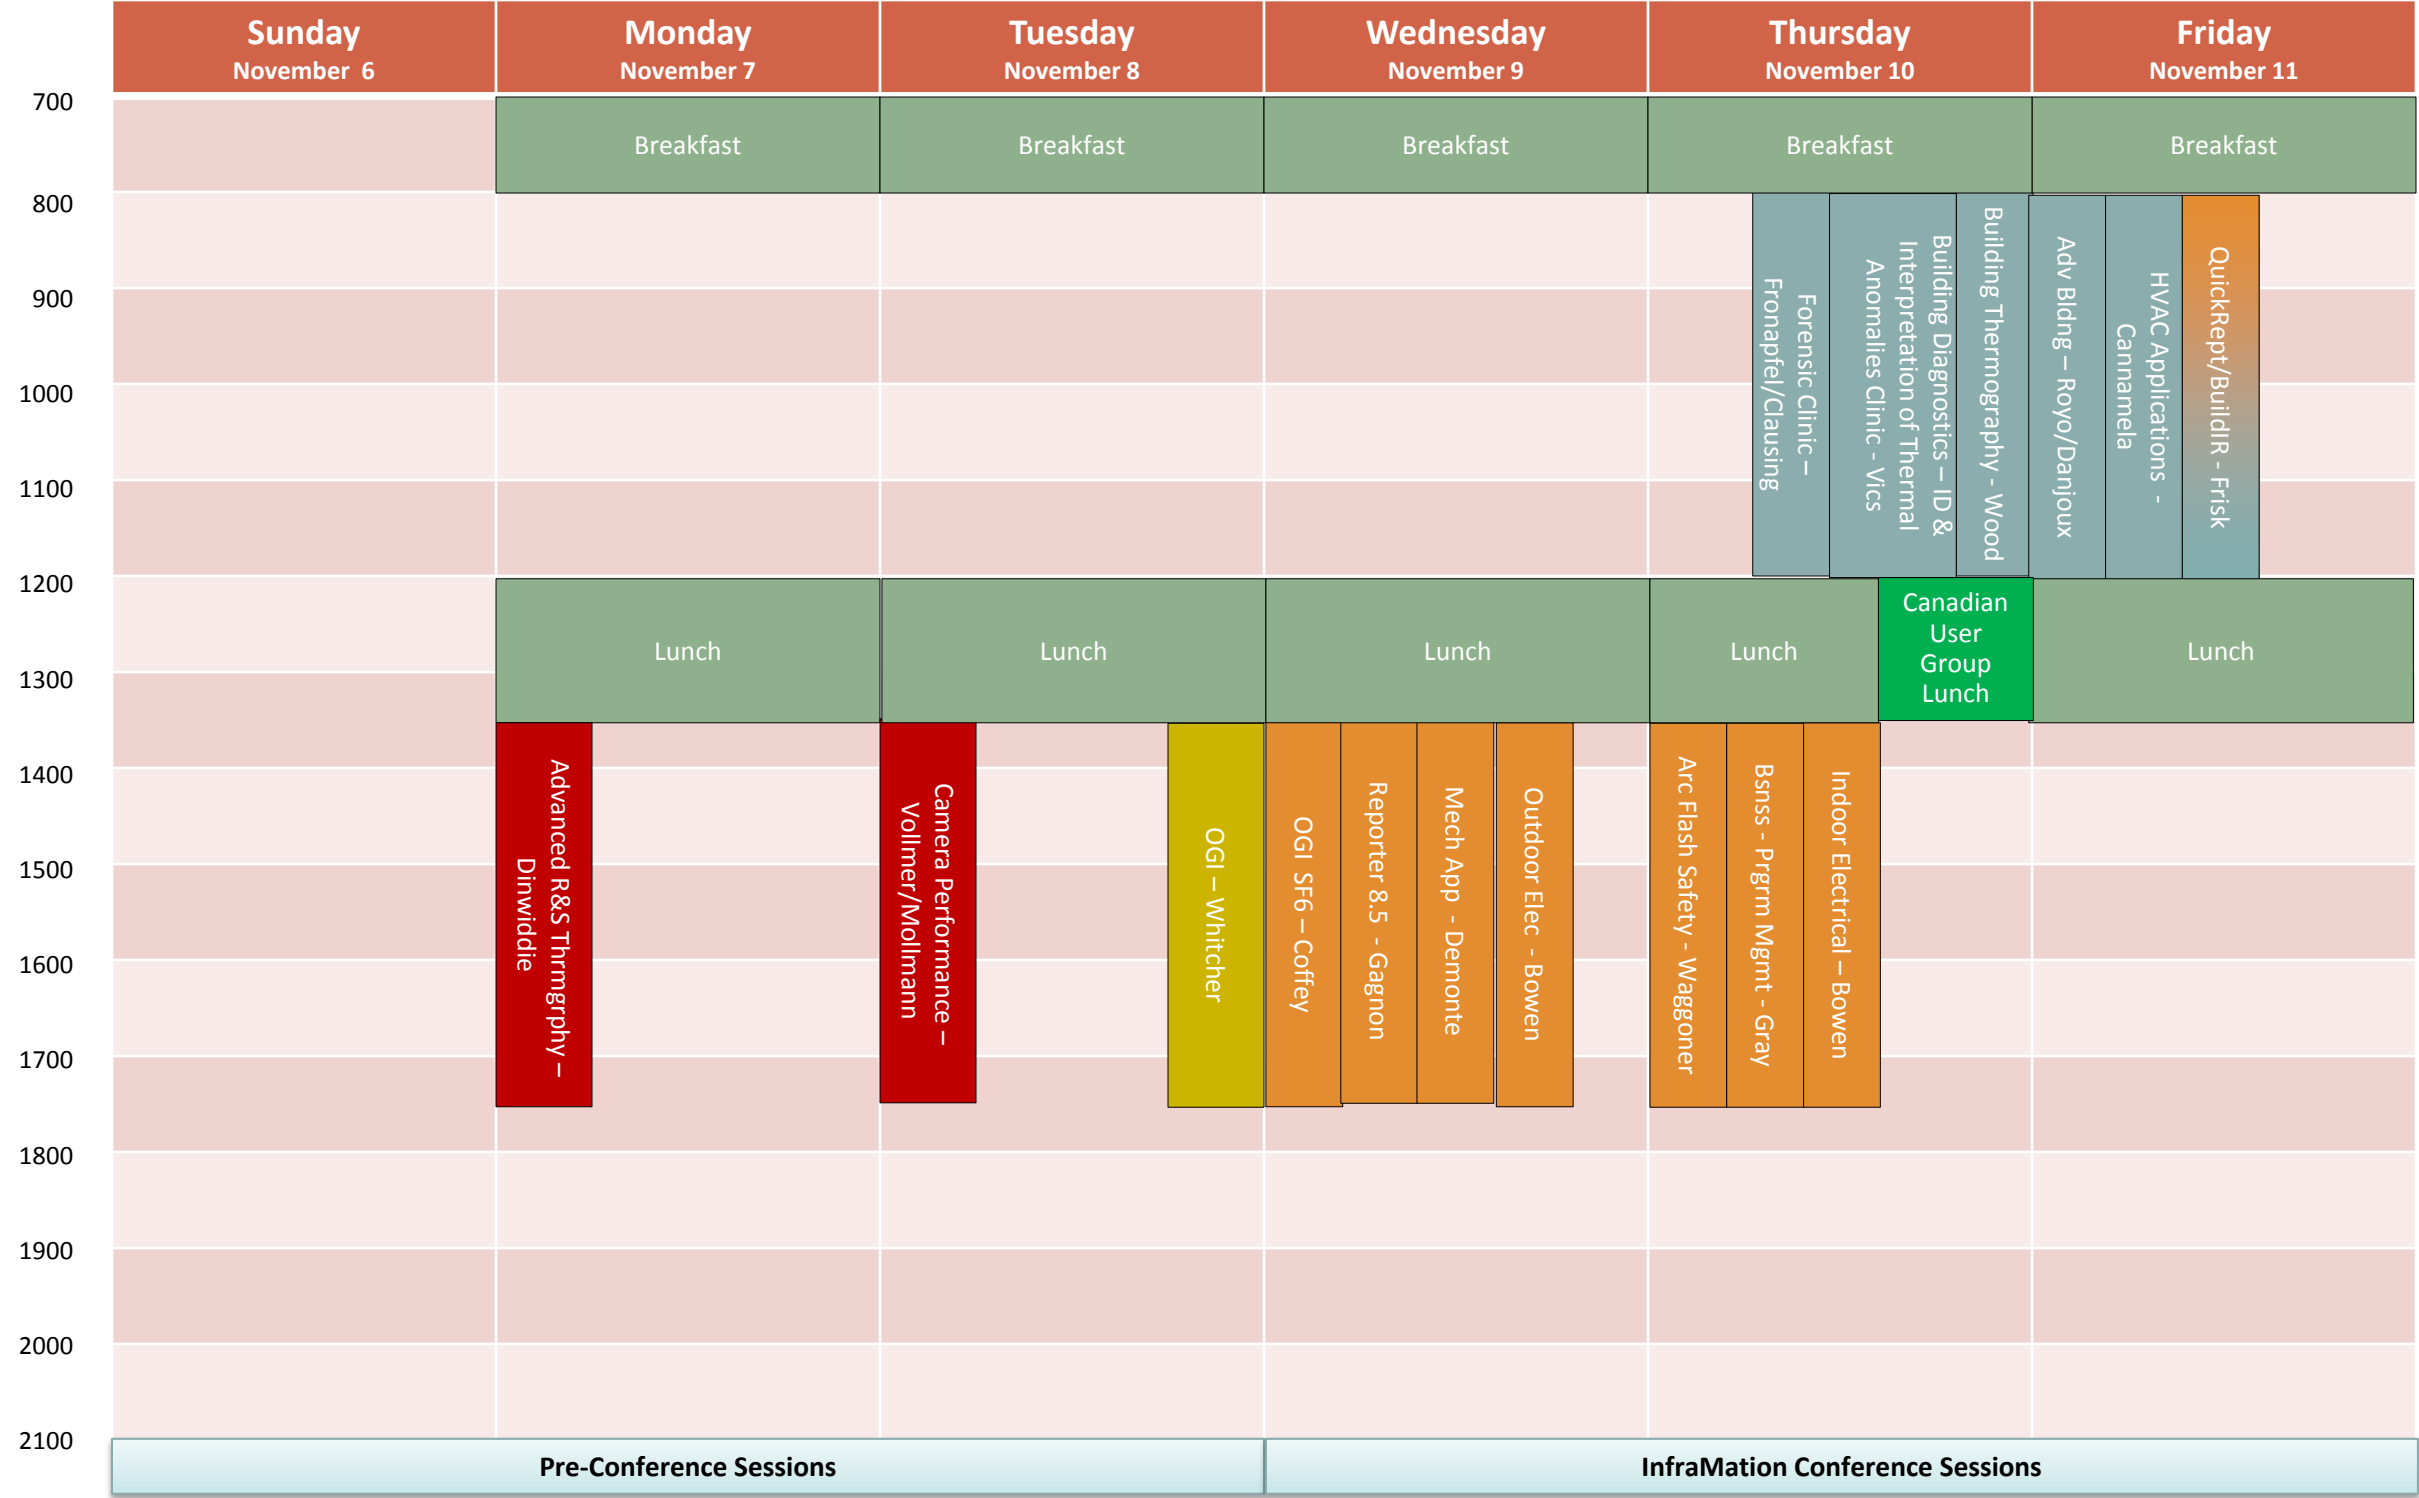 Sunday
November 6
Monday
November 7
Tuesday
November 8
Wednesday
November 9
Thursday
November 10
Friday
November 11
700
Breakfast
Breakfast
Breakfast
Breakfast
Breakfast
800
900
1000
1100
Forensic Clinic –
Fronapfel/Clausing
Building Diagnostics – ID &
Interpretation of Thermal
Anomalies Clinic - Vics
Building Thermography - Wood
Adv Bldng – Royo/Danjoux
HVAC Applications -
Cannamela
QuickRept/BuildIR - Frisk
1200
Lunch
Lunch
Lunch
Lunch
Canadian
User
Group
Lunch
Lunch
1300
1400
1500
1600
1700
Advanced R&S Thrmgrphy –
Dinwiddie
Camera Performance –
Vollmer/Mollmann
OGI – Whitcher
OGI SF6 – Coffey
Reporter 8.5 - Gagnon
Mech App - Demonte
Outdoor Elec - Bowen
Arc Flash Safety - Waggoner
Bsnss - Prgrm Mgmt - Gray
Indoor Electrical – Bowen
1800
1900
2000
2100
Pre-Conference Sessions
InfraMation Conference Sessions